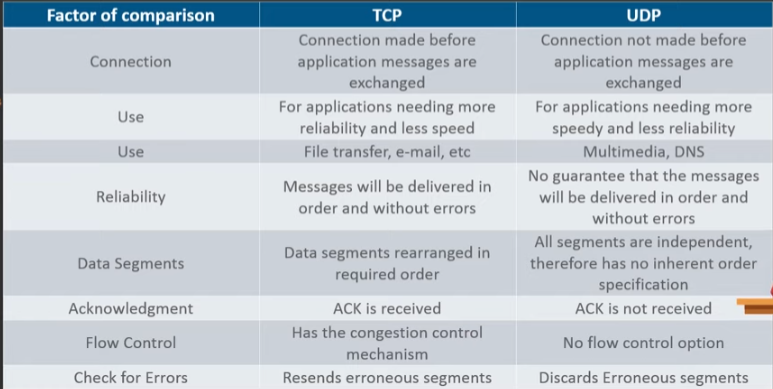 Factor of comparison TCP UDP
Connection
Connection made before
application messages are
exchanged
Connection not made before
application messages are
exchanged
Use
For applications needing more
reliability and less speed
For applications needing more
speedy and less reliability
Use File transfer, e-mail, etc Multimedia, DNS
Reliability
Messages will be delivered in
order and without errors
No guarantee that the messages
will be delivered in order and
without errors
Data Segments
Data segments rearranged in
required order
All segments are independent,
therefore has no inherent order
specification
Acknowledgment ACK is received ACK is not received
Flow Control
Has the congestion control
mechanism
No flow control option
Check for Errors Resends erroneous segments Discards Erroneous segments